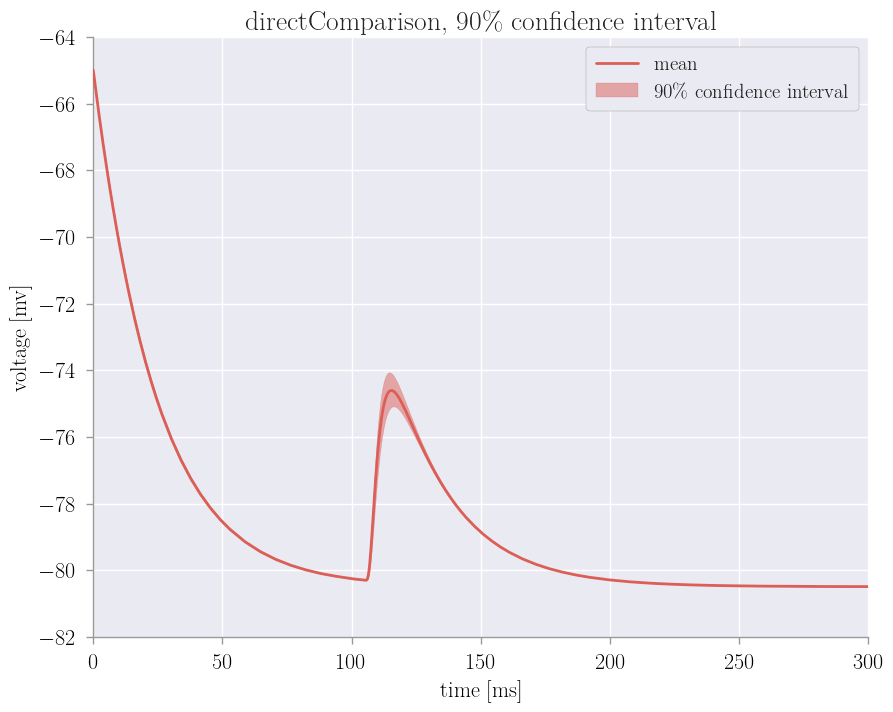 directComparison, 90% confidence interval
mean
90% confidence interval
−64
−66
−68
−70
−72
−74
−76
−78
−80
−82
voltage [mv]
0 50 100 150 200 250 300
time [ms]